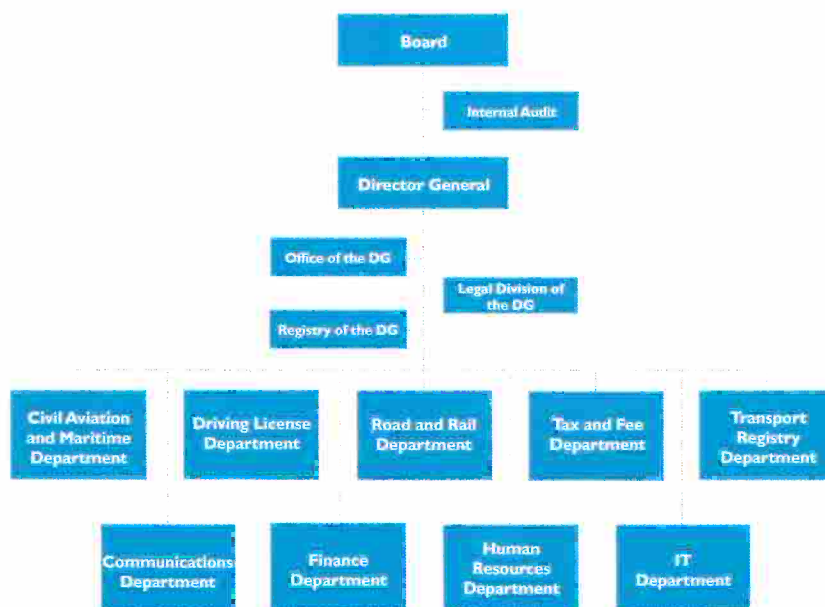 Board
Internal Audit
Director General
Office of the DG
Legal Division of
the DG
Registry of the DG
Civil Aviation
and Maritime
Department
Driving License
Department
Road and Rail
Department
Tax and Fee
Department
Transport
Registry
Department
Communications
Department
Finance
Department
Human
Resources
Department
IT
Department